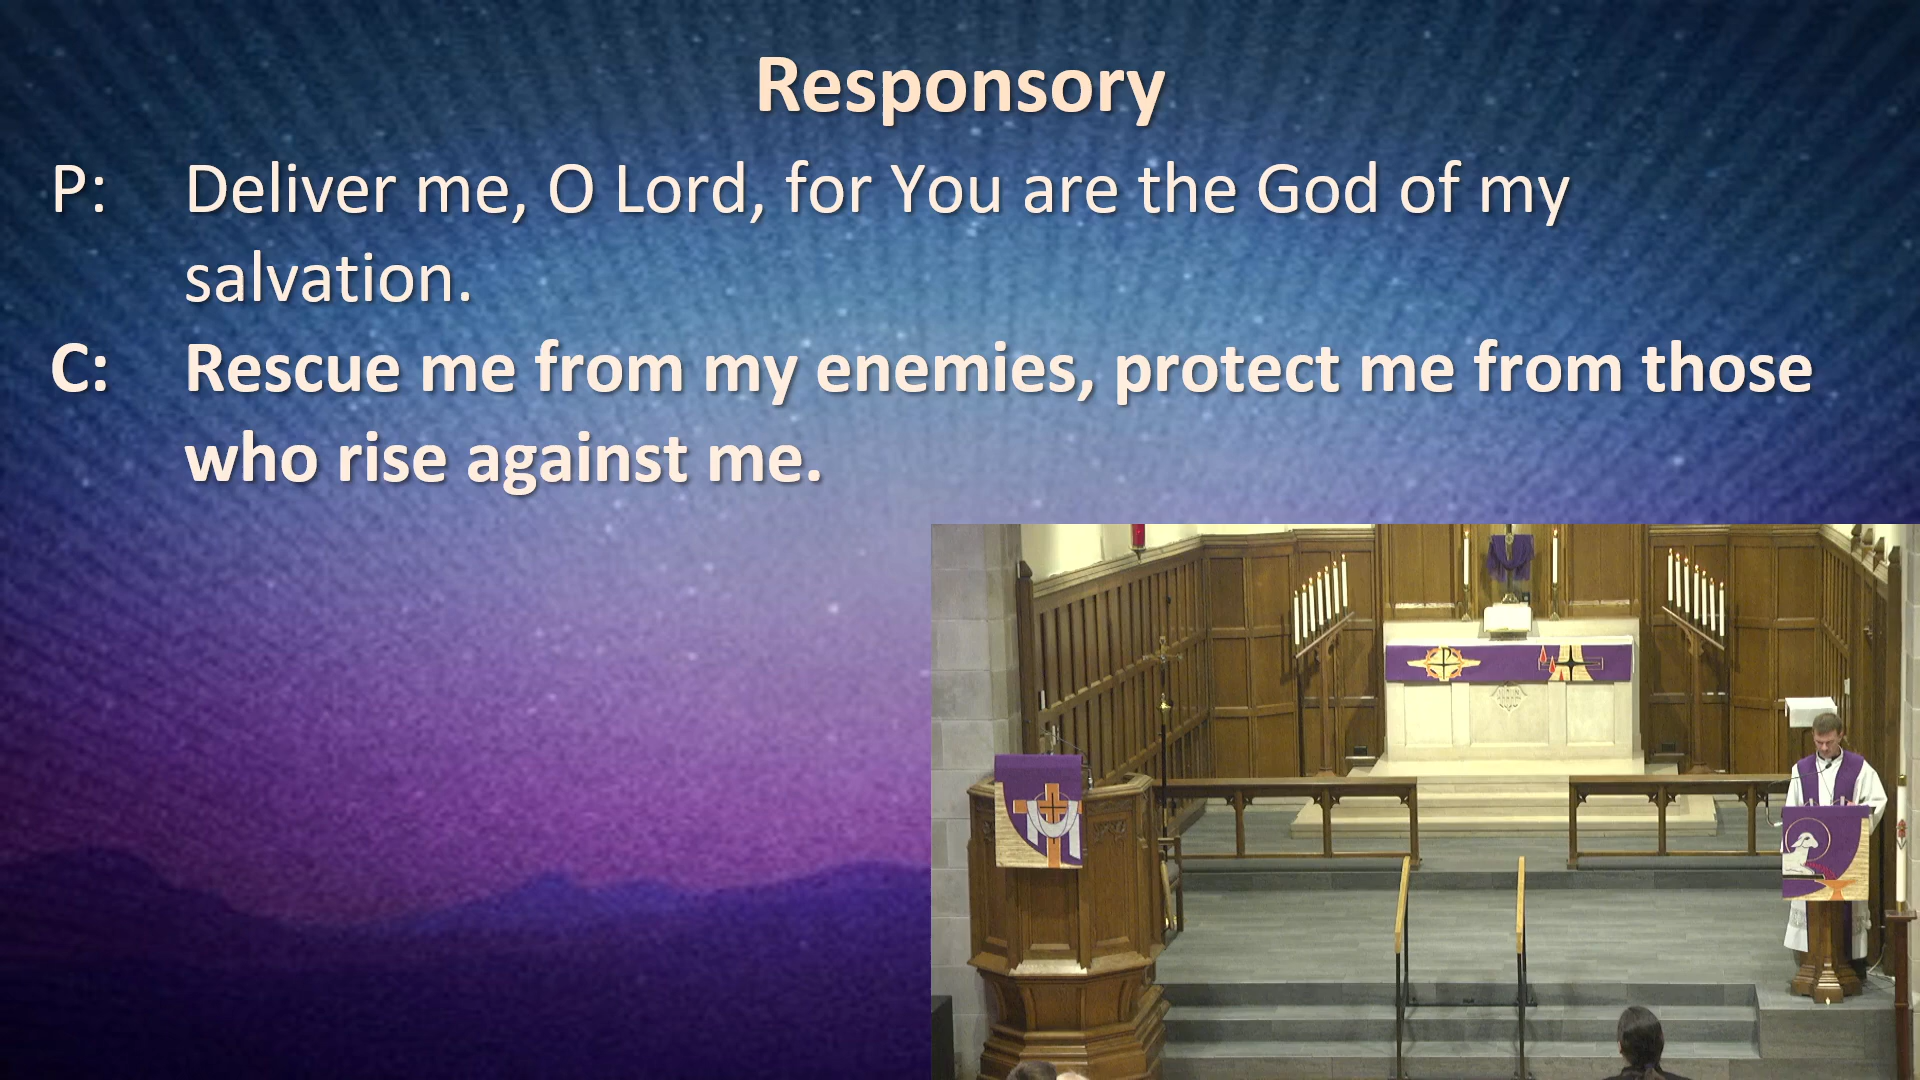 Responsory
P: Deliver me, O Lord, for You are the God of my
salvation.
C: Rescue me from my enemies, protect me from those
who rise against me.